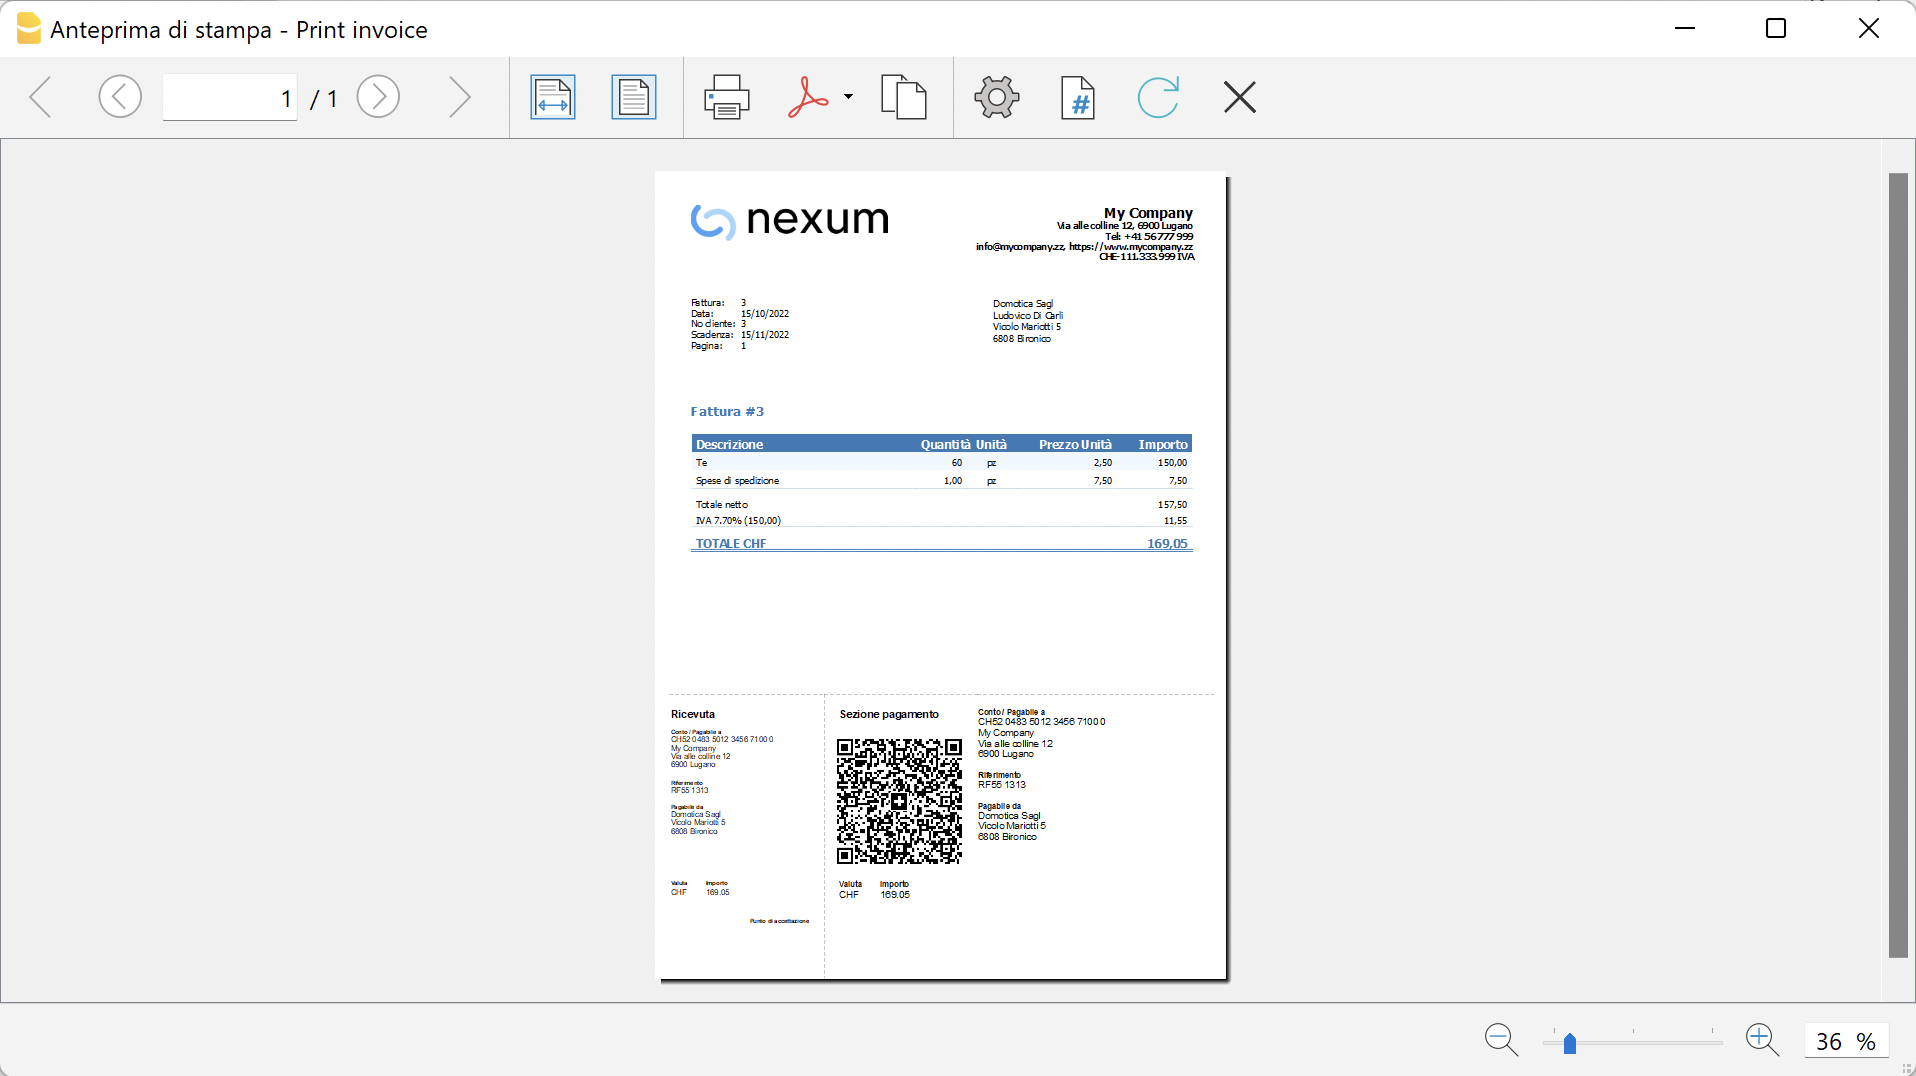 Anteprima di stampa - Print invoice
1 / 1
#
nexum
My Company
Via alle colline 12, 6900 Lugano
Tel: +41 56 777 999
info@mycompany.zz, https://www.mycompany.zz
CHE-111.333.999 IVA
Fattura: 3
Data: 15/10/2022
No cliente: 3
Scadenza: 15/11/2022
Pagina: 1
Domotica Sagl
Ludovico Di Carli
Vicolo Mariotti 5
6808 Bironico
Fattura #3
Descrizione Quantità Unità Prezzo Unità Importo
Te 60 pz 2,50 150,00
Spese di spedizione 1,00 pz 7,50 7,50
Totale netto 157,50
IVA 7.70% (150,00) 11,55
TOTALE CHF 169,05
Ricevuta
Conto / Pagabile a
CH52 0483 5012 3456 7100 0
My Company
Via alle colline 12
6900 Lugano
Riferimento
RF55 1313
Pagabile da
Domotica Sagl
Vicolo Mariotti 5
6808 Bironico
Valuta Importo
CHF 169.05
Punto di accettazione
Sezione pagamento
Valuta Importo
CHF 169.05
Conto / Pagabile a
CH52 0483 5012 3456 7100 0
My Company
Via alle colline 12
6900 Lugano
Riferimento
RF55 1313
Pagabile da
Domotica Sagl
Vicolo Mariotti 5
6808 Bironico
36 %